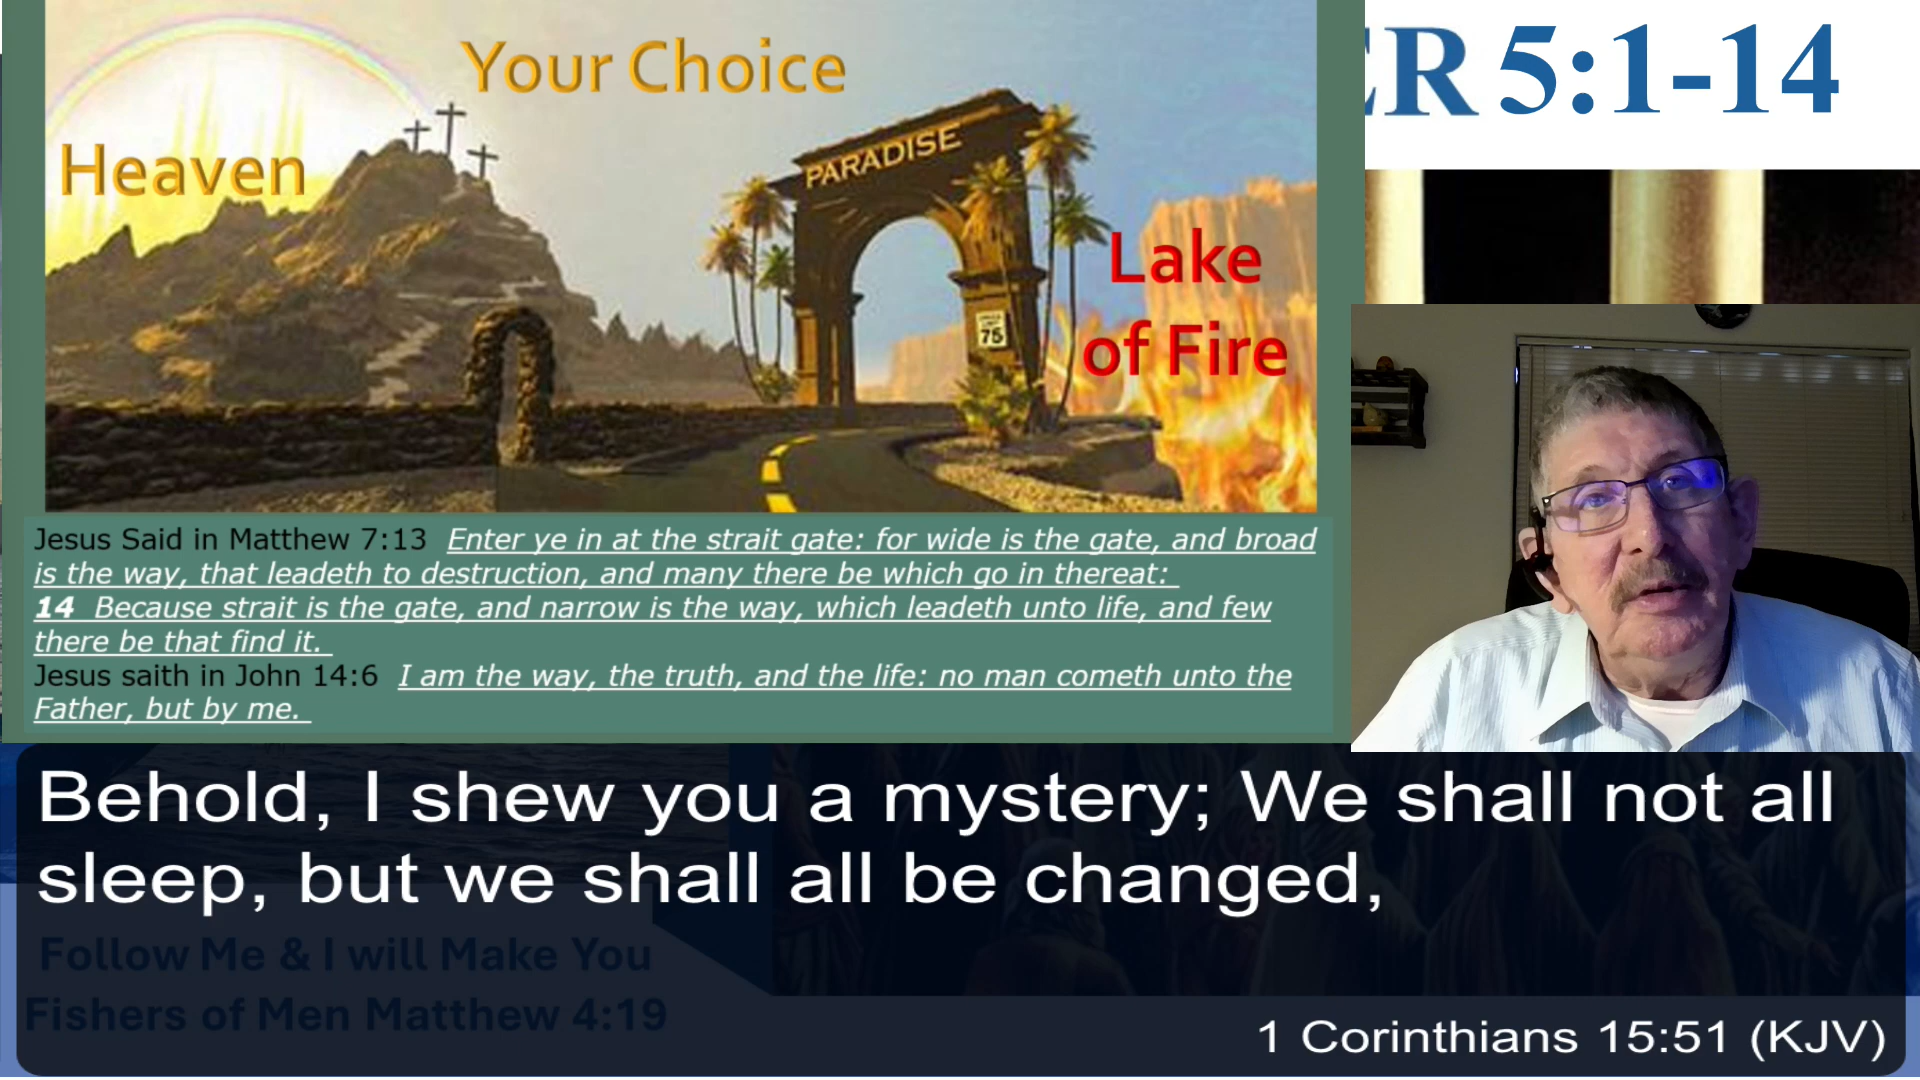 Your Choice
Heaven
PARADISE
75
Lake
of Fire
ER 5:1-14
Jesus Said in Matthew 7:13 Enter ye in at the strait gate: for wide is the gate, and broad
is the way, that leadeth to destruction, and many there be which go in thereat:
14 Because strait is the gate, and narrow is the way, which leadeth unto life, and few
there be that find it.
Jesus saith in John 14:6 I am the way, the truth, and the life: no man cometh unto the
Father, but by me.
Behold, I shew you a mystery; We shall not all
sleep, but we shall all be changed,
Follow Me & I will Make You
Fishers of Men Matthew 4:19
1 Corinthians 15:51 (KJV)